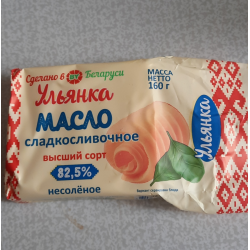 Сделано в Беларуси
МАССА
НЕТТО
160 г
Ульянка
МАСЛО
сладкосливочное
высший сорт
82,5%
несолёное
Ульянка